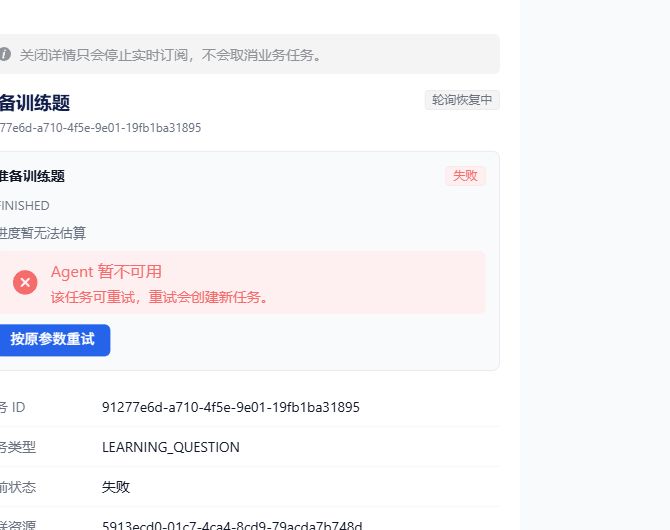 关闭详情只会停止实时订阅，不会取消业务任务。
备训练题
轮询恢复中
77e6d-a710-4f5e-9e01-19fb1ba31895
准备训练题
失败
FINISHED
进度暂无法估算
Agent 暂不可用
该任务可重试，重试会创建新任务。
按原参数重试
务 ID
91277e6d-a710-4f5e-9e01-19fb1ba31895
务类型
LEARNING_QUESTION
前状态
失败
联资源
5913ecd0-01c7-4ca4-8cd9-79acda7b748d